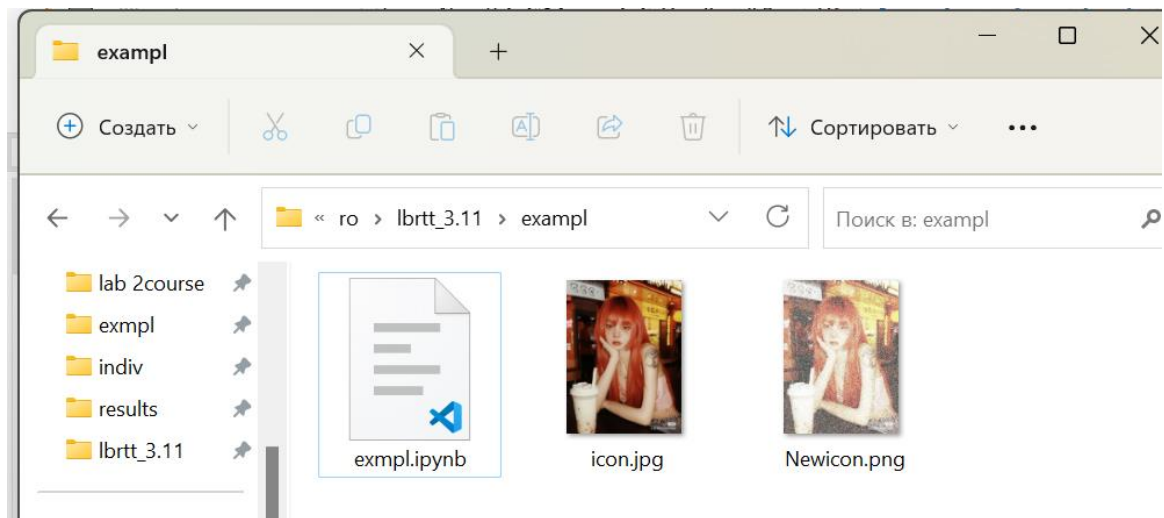 exampl
Создать
Сортировать
« ro › lbrtt_3.11 › exampl
Поиск в: exampl
lab 2course
exmpl
indiv
results
lbrtt_3.11
exmpl.ipynb
icon.jpg
Newicon.png